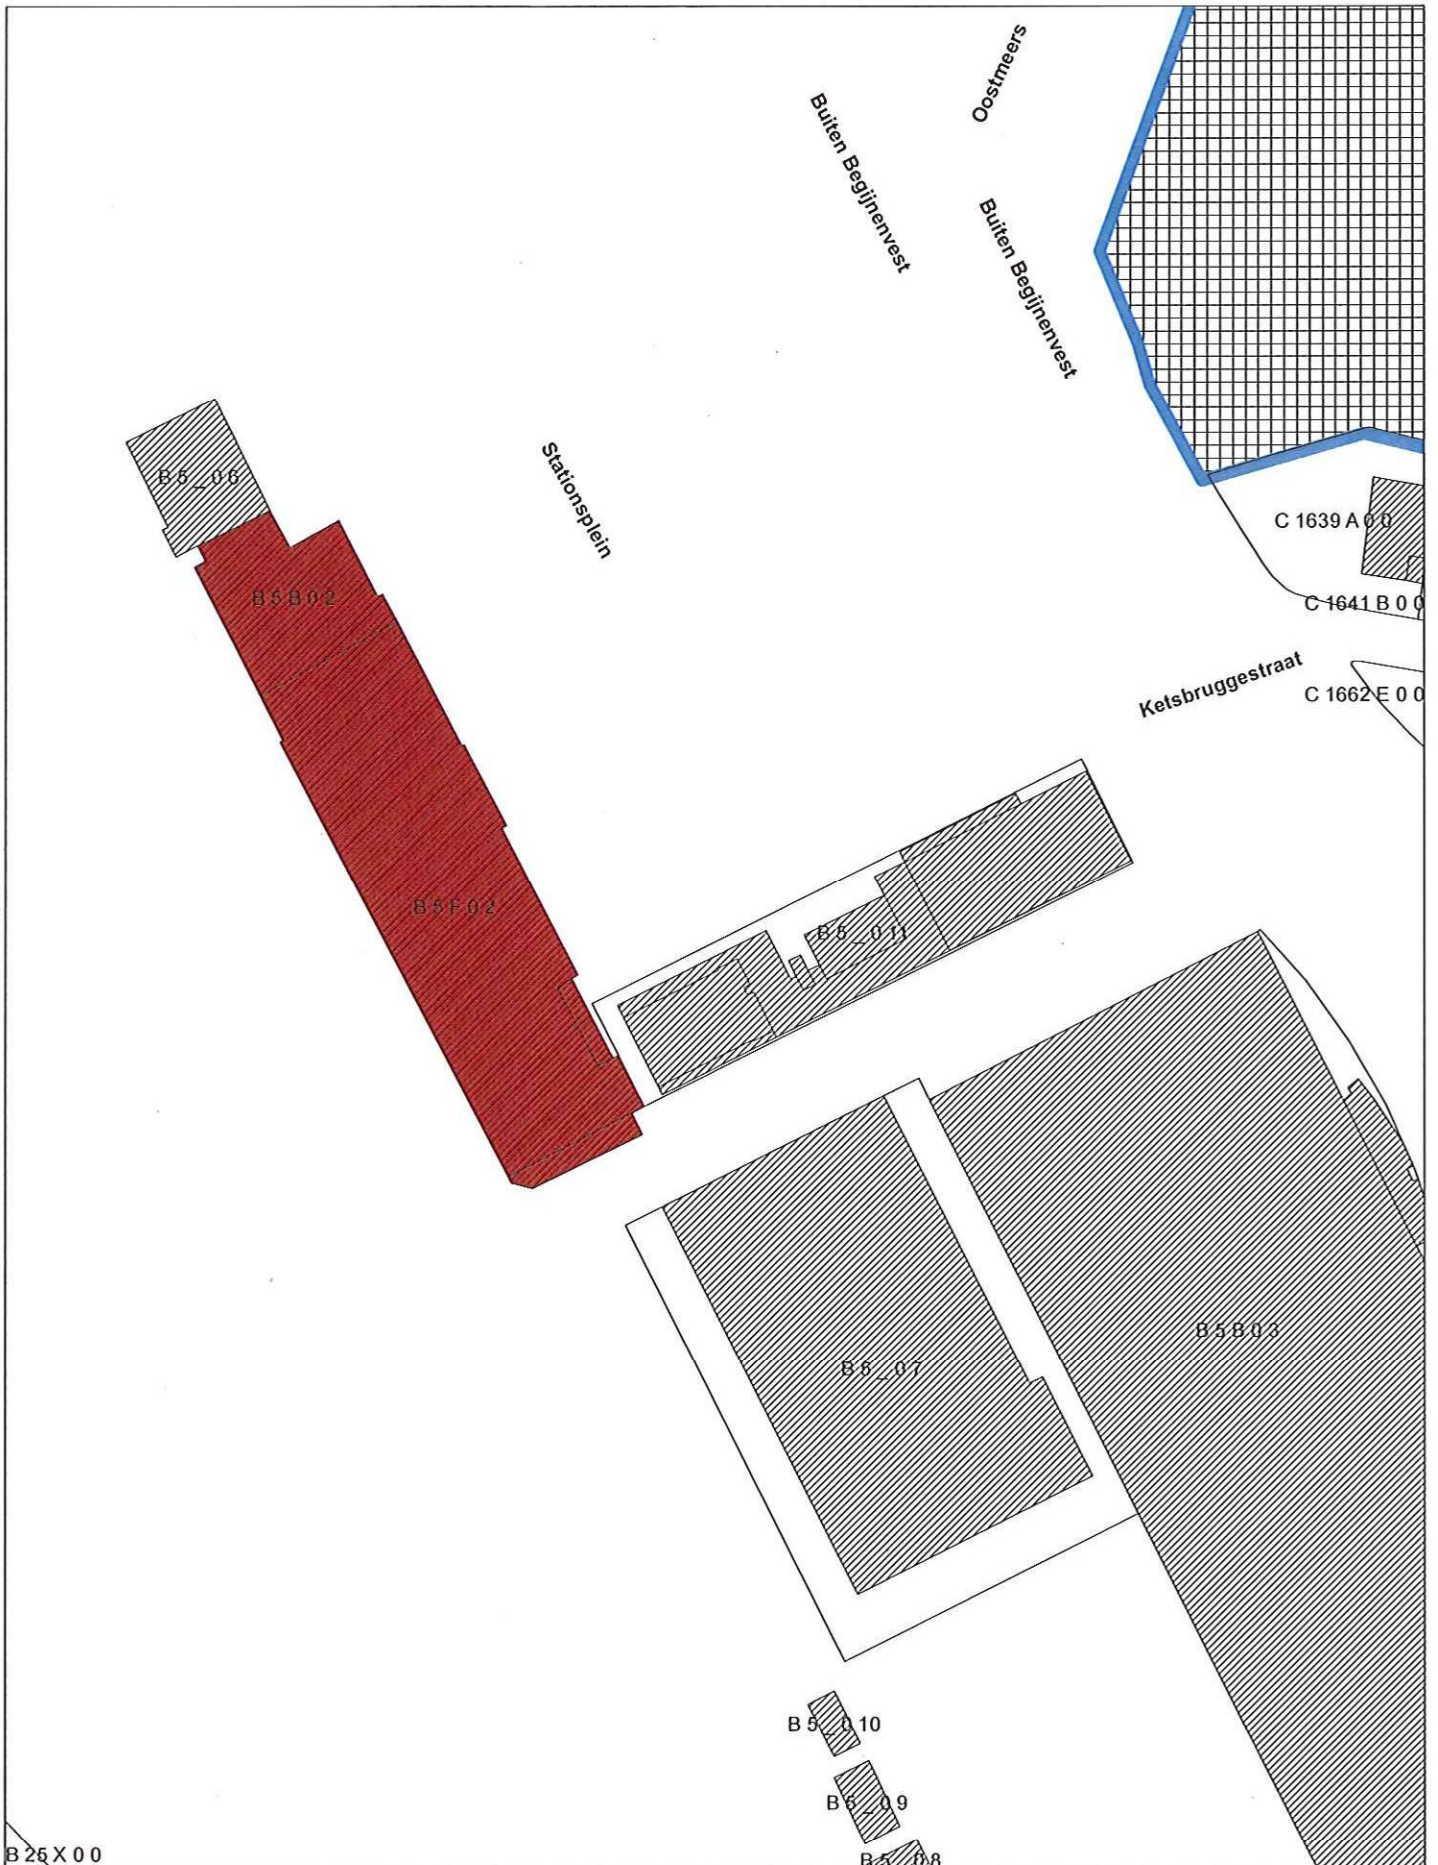 Oostmeers
Buiten Begijnenvest
Buiten Begijnenvest
Stationsplein
B 5 _ 0 6
C 1639 A 0 0
B 5 B 0 2
C 1641 B 0 0
Ketsbruggestraat
C 1662 E 0 0
B 5 F 0 2
B 5 _ 0 11
B 5 B 0 3
B 5 _ 0 7
B 5 _ 0 10
B 5 _ 0 9
B 25 X 0 0
B 5 _ 0 8